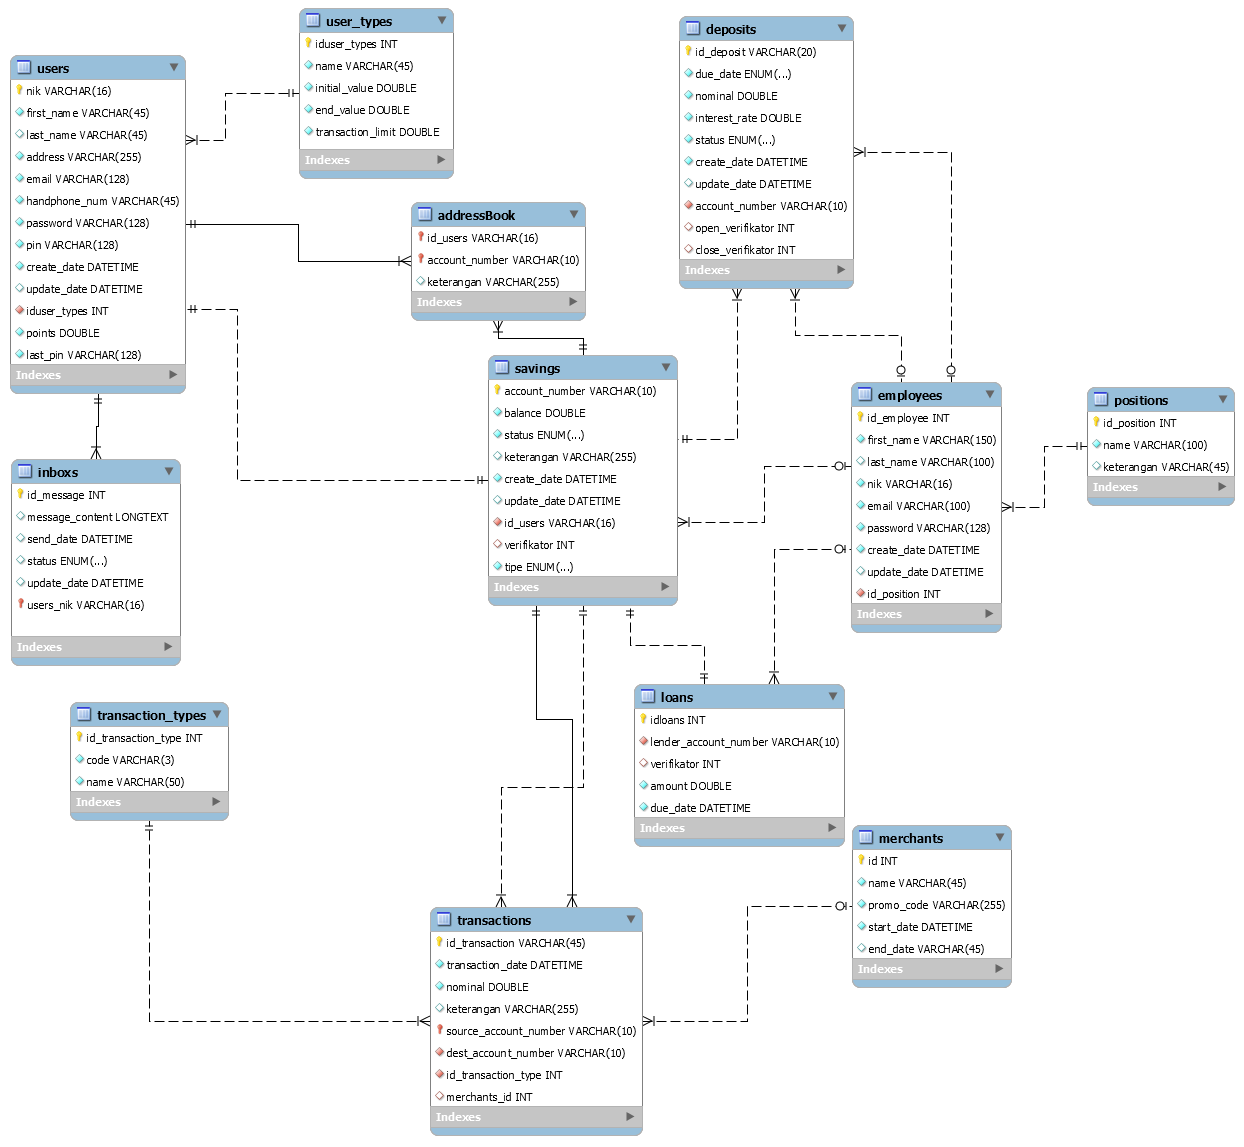 user_types
iduser_types INT
name VARCHAR(45)
initial_value DOUBLE
end_value DOUBLE
transaction_limit DOUBLE
Indexes
deposits
id_deposit VARCHAR(20)
due_date ENUM(...)
nominal DOUBLE
interest_rate DOUBLE
status ENUM(...)
create_date DATETIME
update_date DATETIME
account_number VARCHAR(10)
open_verifikator INT
close_verifikator INT
Indexes
users
nik VARCHAR(16)
first_name VARCHAR(45)
last_name VARCHAR(45)
address VARCHAR(255)
email VARCHAR(128)
handphone_num VARCHAR(45)
password VARCHAR(128)
pin VARCHAR(128)
create_date DATETIME
update_date DATETIME
iduser_types INT
points DOUBLE
last_pin VARCHAR(128)
Indexes
addressBook
id_users VARCHAR(16)
account_number VARCHAR(10)
keterangan VARCHAR(255)
Indexes
savings
account_number VARCHAR(10)
balance DOUBLE
status ENUM(...)
keterangan VARCHAR(255)
create_date DATETIME
update_date DATETIME
id_users VARCHAR(16)
verifikator INT
tipe ENUM(...)
Indexes
employees
id_employee INT
first_name VARCHAR(150)
last_name VARCHAR(100)
nik VARCHAR(16)
email VARCHAR(100)
password VARCHAR(128)
create_date DATETIME
update_date DATETIME
id_position INT
Indexes
positions
id_position INT
name VARCHAR(100)
keterangan VARCHAR(45)
Indexes
inboxs
id_message INT
message_content LONGTEXT
send_date DATETIME
status ENUM(...)
update_date DATETIME
users_nik VARCHAR(16)
Indexes
loans
idloans INT
lender_account_number VARCHAR(10)
verifikator INT
amount DOUBLE
due_date DATETIME
Indexes
transaction_types
id_transaction_type INT
code VARCHAR(3)
name VARCHAR(50)
Indexes
merchants
id INT
name VARCHAR(45)
promo_code VARCHAR(255)
start_date DATETIME
end_date VARCHAR(45)
Indexes
transactions
id_transaction VARCHAR(45)
transaction_date DATETIME
nominal DOUBLE
keterangan VARCHAR(255)
source_account_number VARCHAR(10)
dest_account_number VARCHAR(10)
id_transaction_type INT
merchants_id INT
Indexes